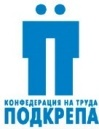 КОНФЕДЕРАЦИЯ НА ТРУДА
ПОДКРЕПА